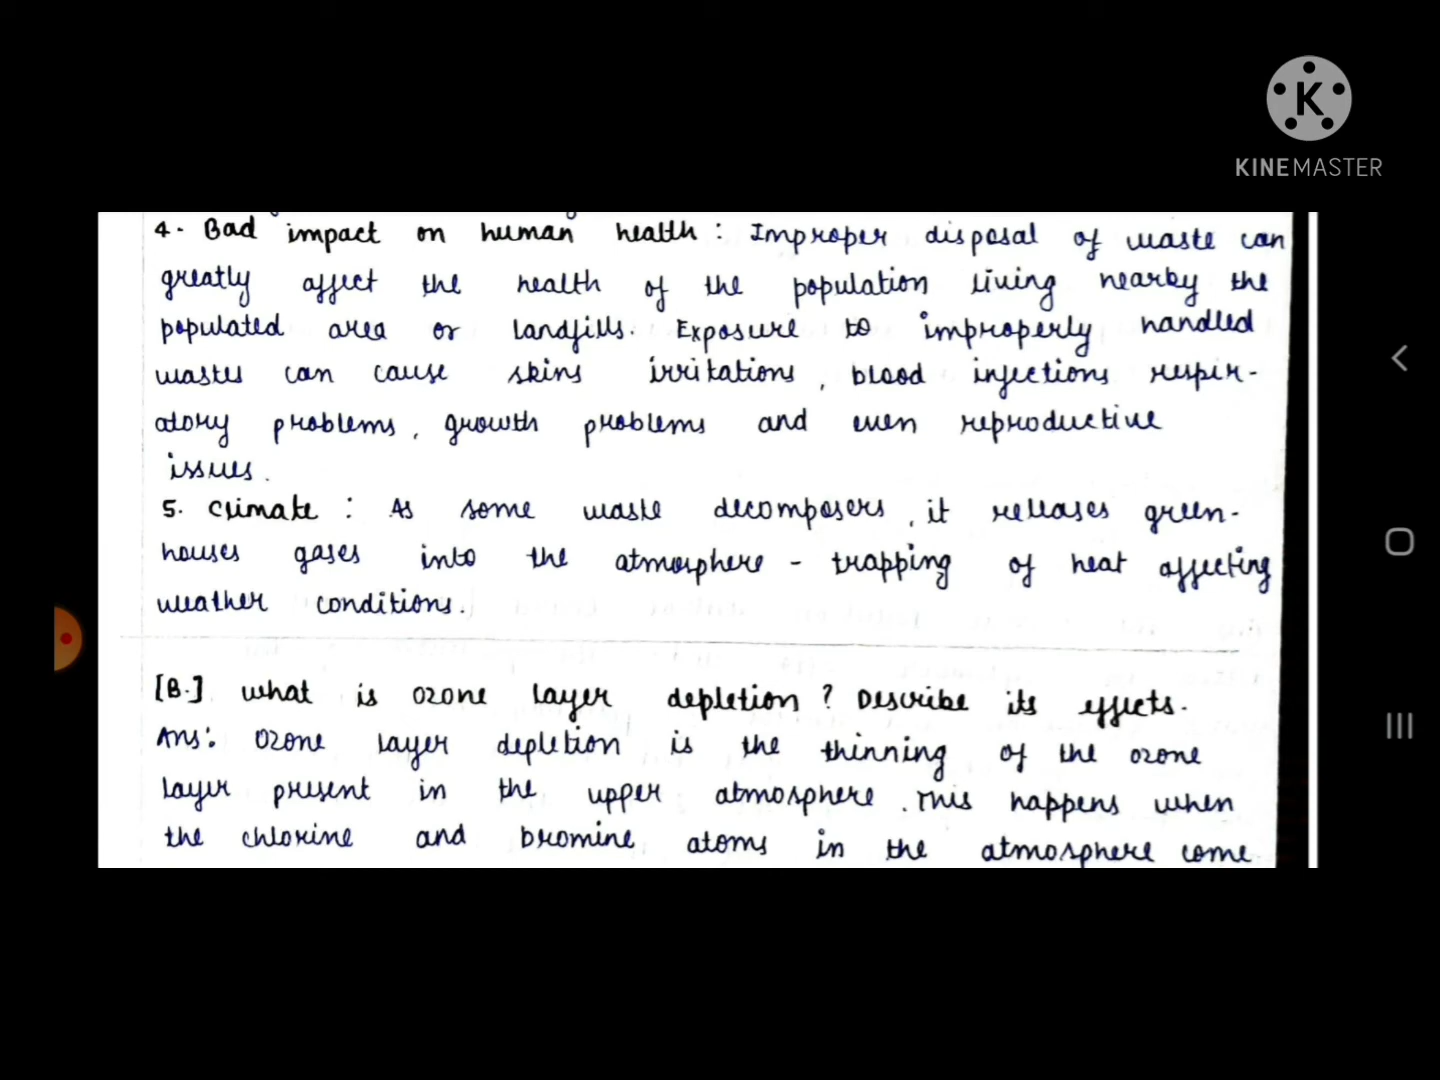 K
KINEMASTER
4. Bad impact on human health : Improper disposal of waste can
greatly affect the health of the population living nearby the
populated area or landfills. Exposure to improperly handled
wastes can cause skins irritations, blood injections respir-
atory problems, growth problems and even reproductive
issues.
5. Climate : As some waste decomposers, it releases green-
houses gases into the atmosphere - trapping of heat affecting
weather conditions.
[B.] What is ozone layer depletion ? Describe its effects.
Ans: Ozone layer depletion is the thinning of the ozone
layer present in the upper atmosphere. This happens when
the chlorine and bromine atoms in the atmosphere come